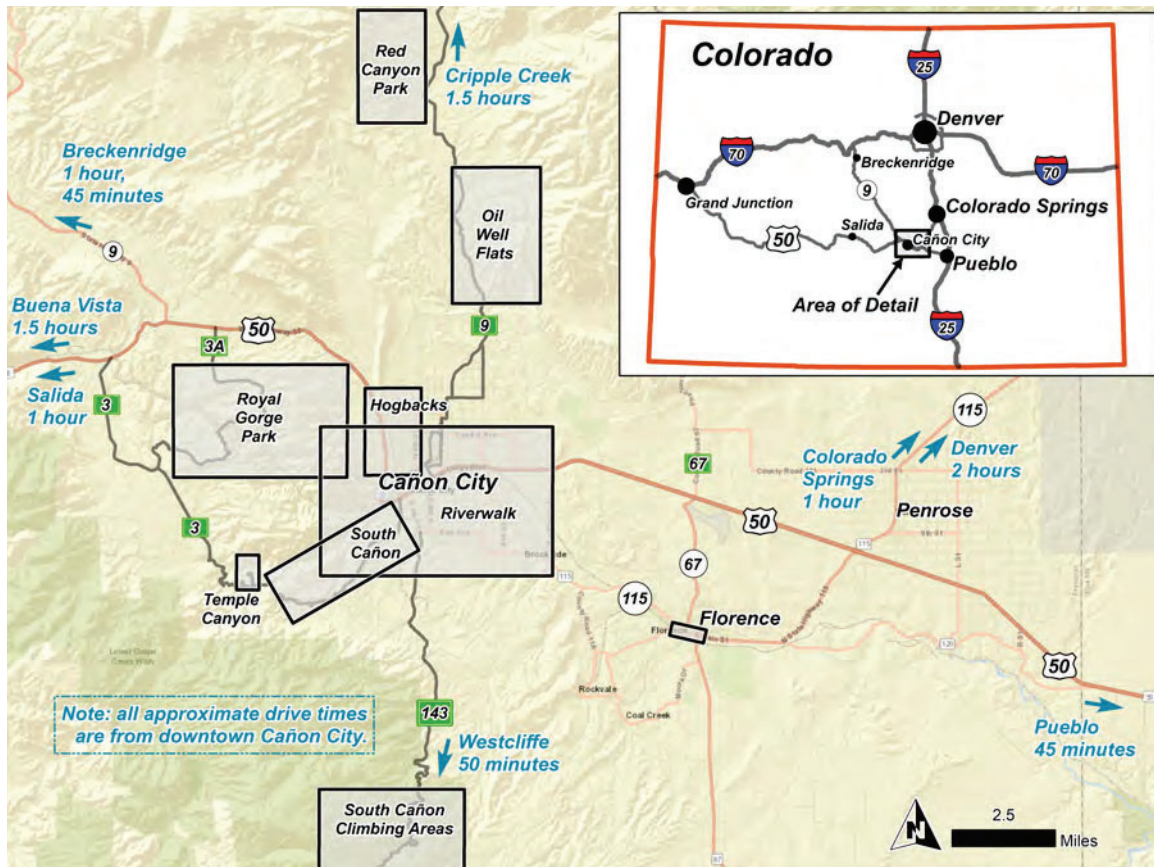 Red
Canyon
Park
Cripple Creek
1.5 hours
Breckenridge
1 hour,
45 minutes
9
Oil
Well
Flats
Buena Vista
1.5 hours
3A
50
9
Salida
1 hour
3
Royal
Gorge
Park
Hogbacks
Cañon City
Riverwalk
South
Cañon
3
Temple
Canyon
Note: all approximate drive times
are from downtown Cañon City.
143
Westcliffe
50 minutes
South Cañon
Climbing Areas
Colorado
25
Denver
70
Breckenridge
70
9
Grand Junction
Colorado Springs
Salida
50
Cañon City
Pueblo
Area of Detail
25
115
Colorado
Springs
1 hour
Denver
2 hours
67
50
Penrose
115
67
115
115
Florence
Rockvale
Coal Creek
120
50
Pueblo
45 minutes
67
N
2.5
Miles